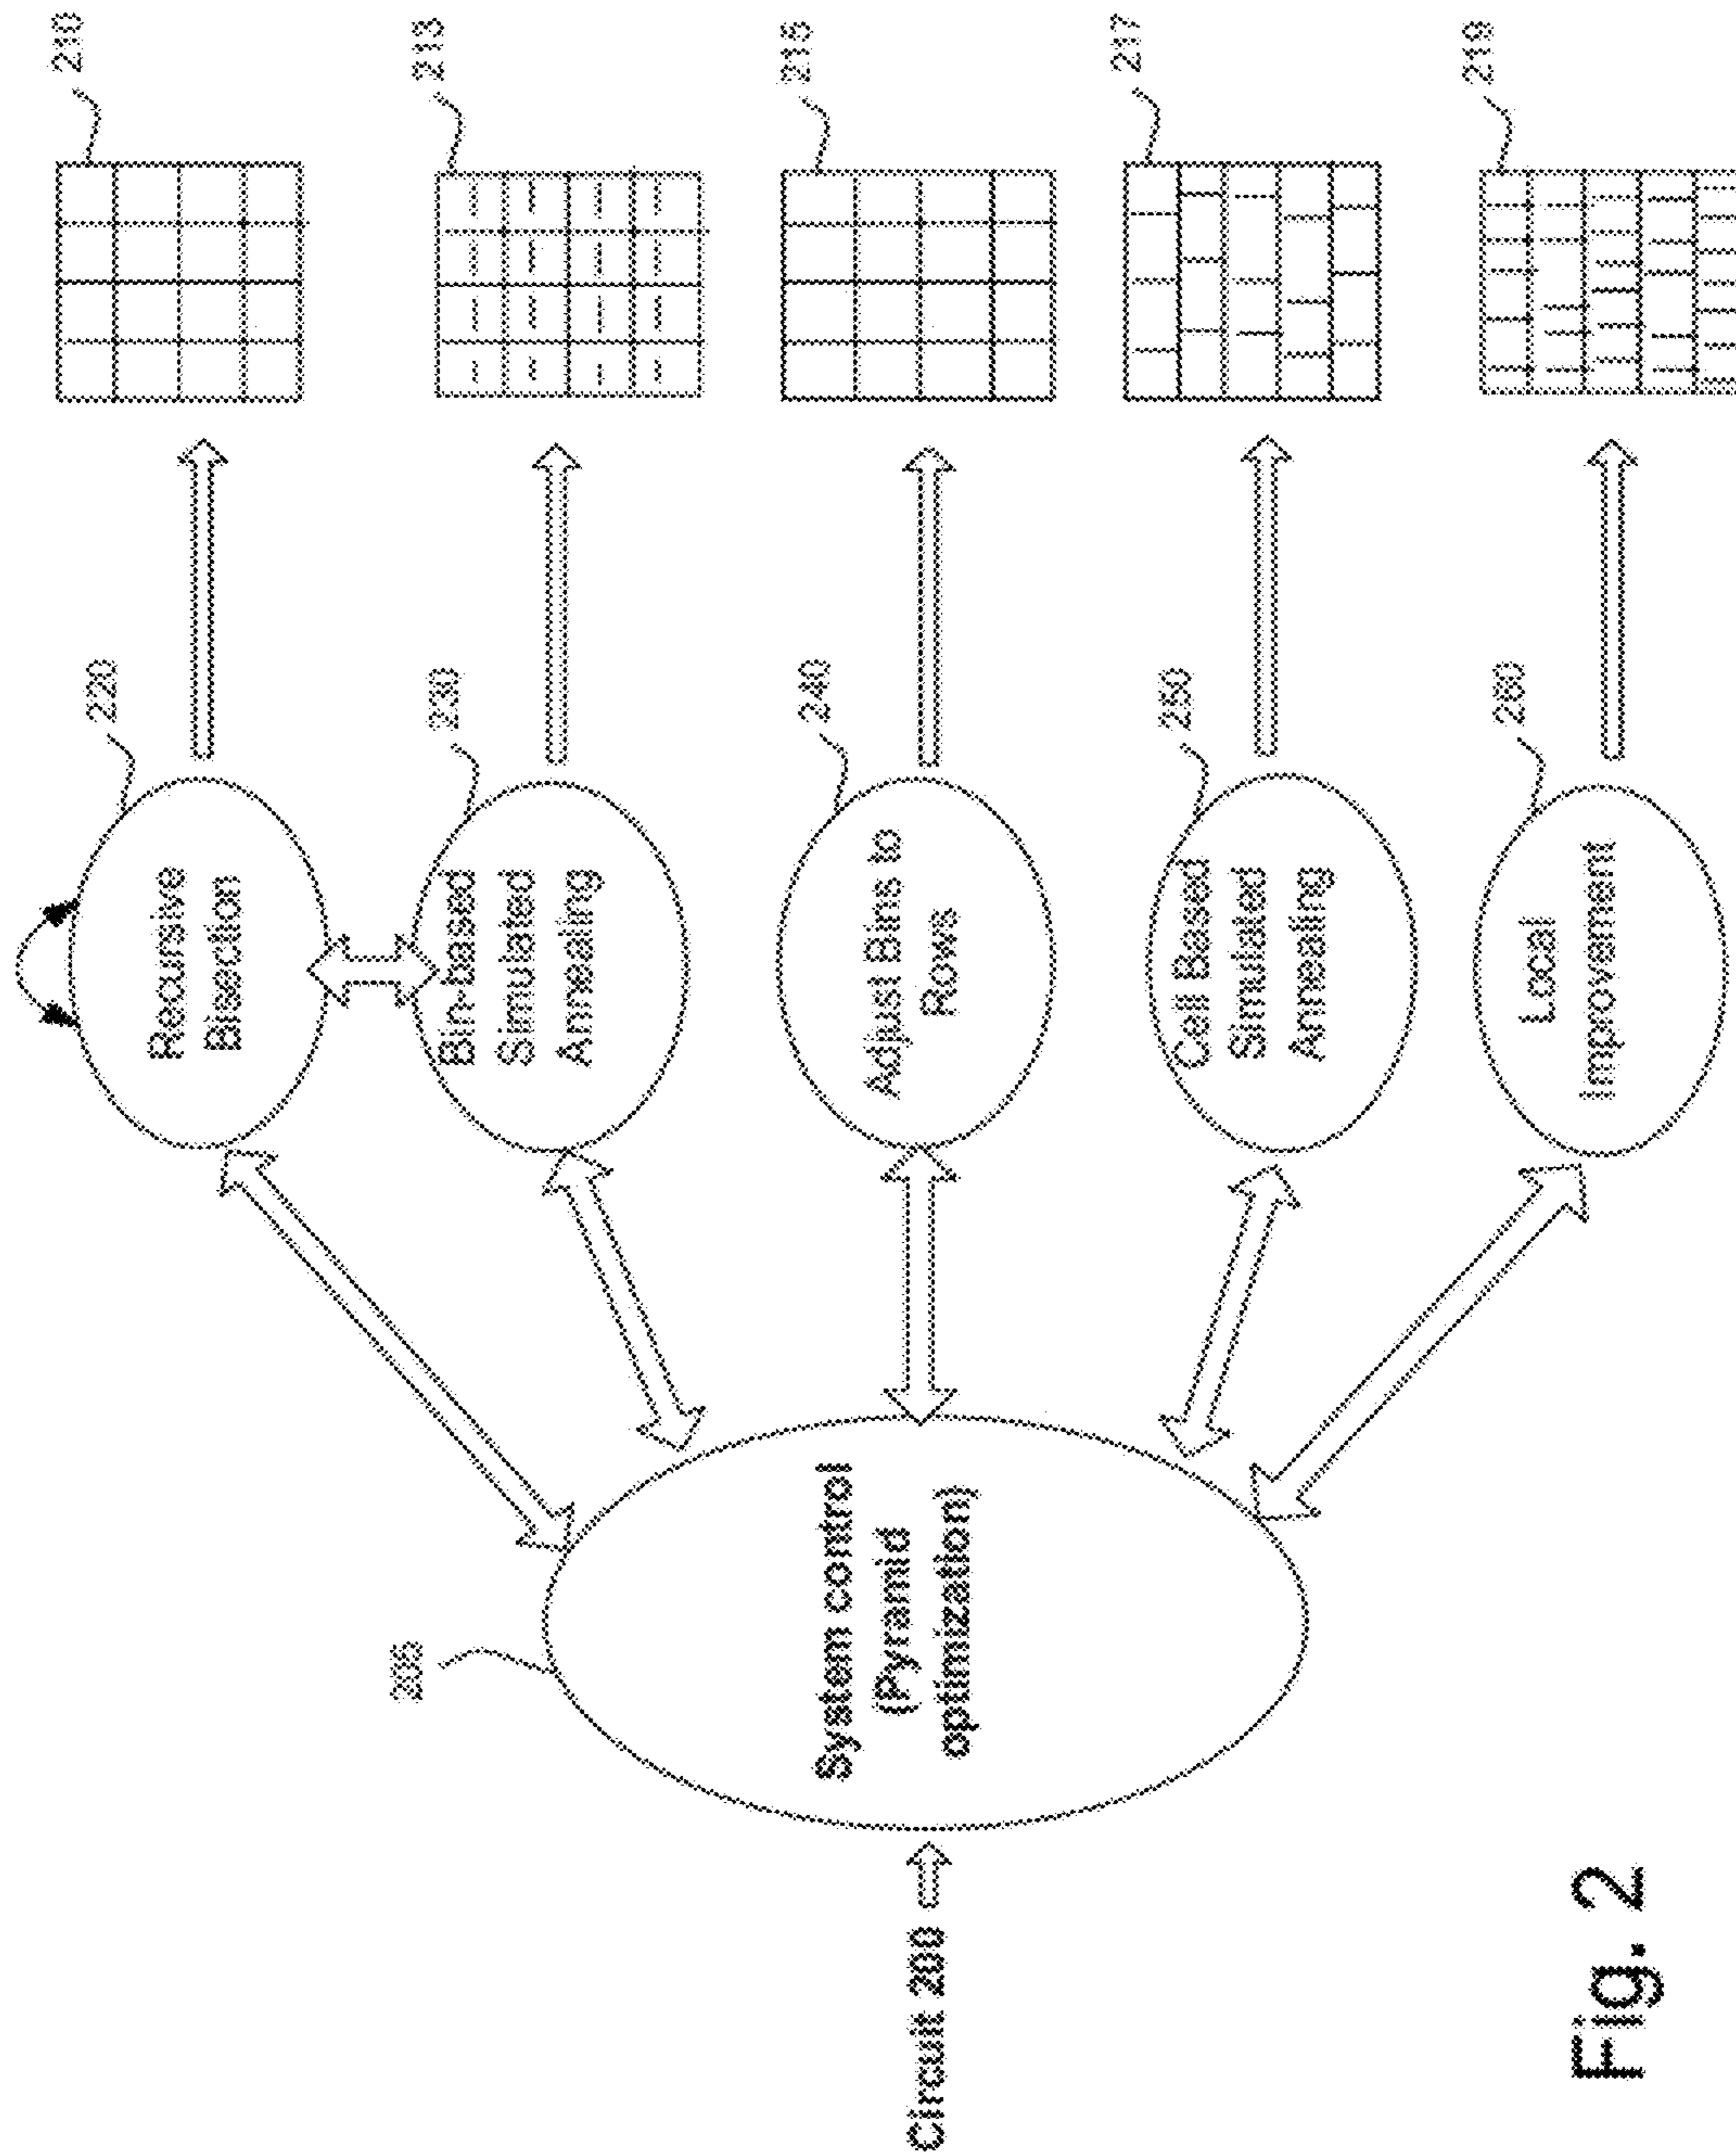 Circuit 200
205
System control
(Pyramid
optimization)
220
Recursive
Bisection
210
230
Bin-based
Simulated
Annealing
213
240
Adjust Bins to
Rows
215
250
Cell Based
Simulated
Annealing
217
260
Local
Improvement
219
Fig. 2